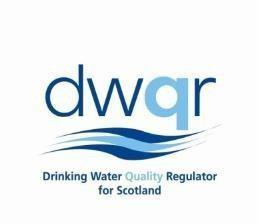 dwqr
Drinking Water Quality Regulator
for Scotland